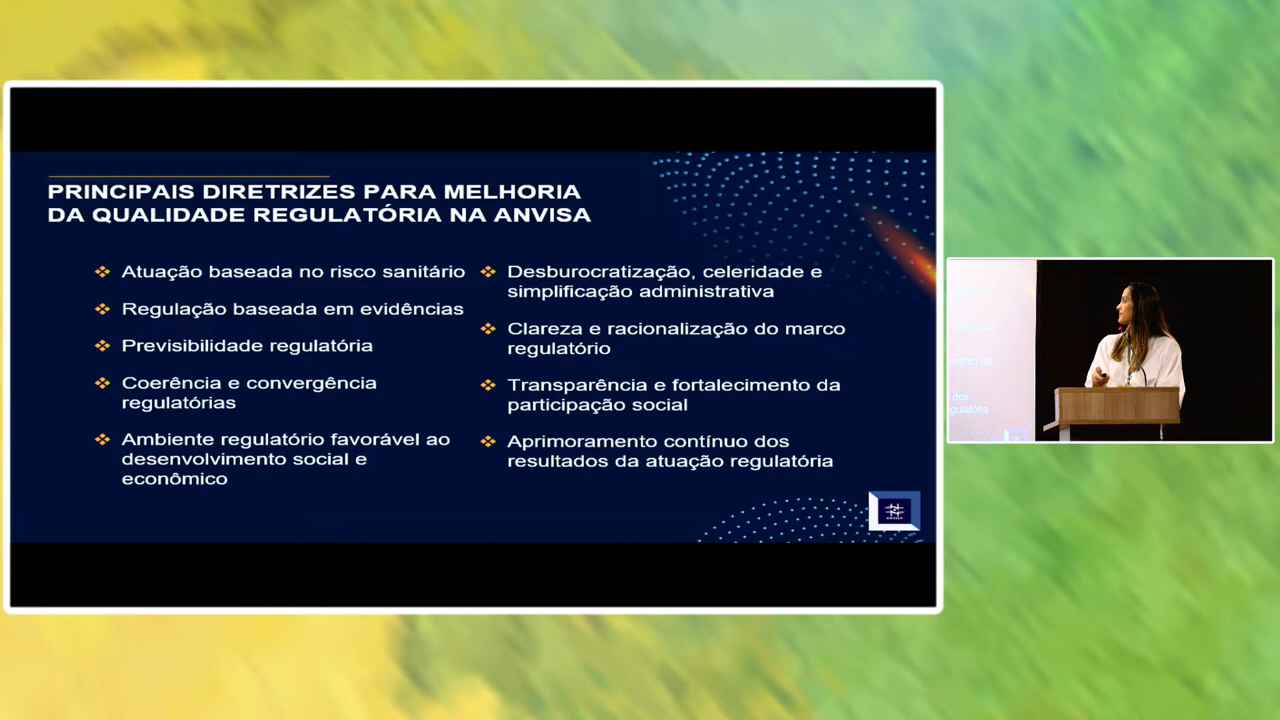 PRINCIPAIS DIRETRIZES PARA MELHORIA
DA QUALIDADE REGULATÓRIA NA ANVISA
Atuação baseada no risco sanitário
Regulação baseada em evidências
Previsibilidade regulatória
Coerência e convergência
regulatórias
Ambiente regulatório favorável ao
desenvolvimento social e
econômico
Desburocratização, celeridade e
simplificação administrativa
Clareza e racionalização do marco
regulatório
Transparência e fortalecimento da
participação social
Aprimoramento contínuo dos
resultados da atuação regulatória
ANVISA
dos